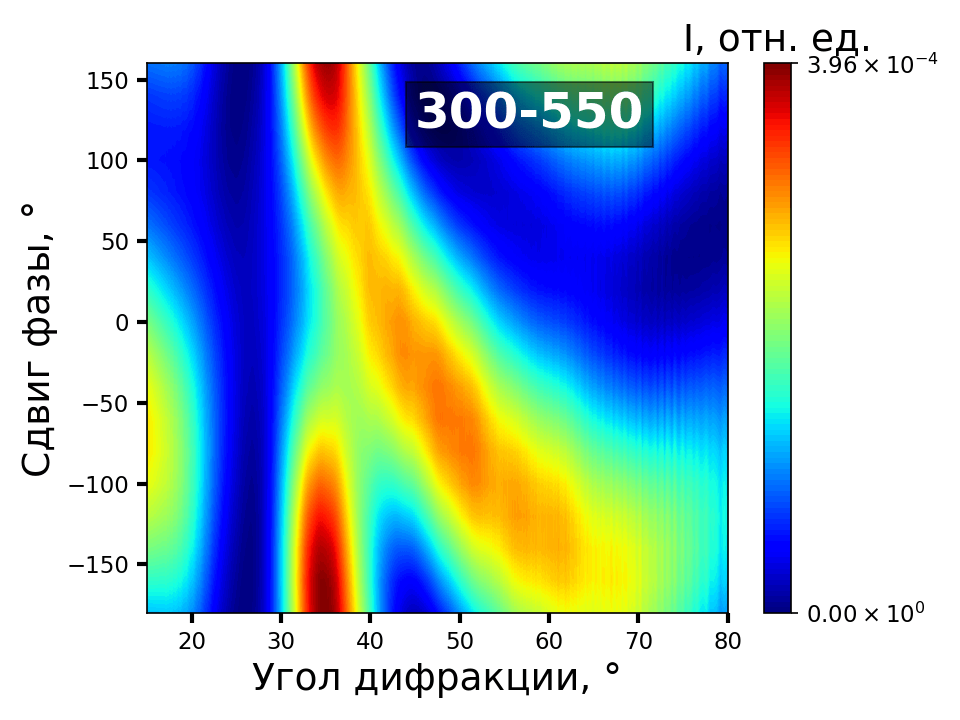 I, отн. ед.
3.96 × 10⁻⁴
300-550
150
100
50
0
−50
−100
−150
Сдвиг фазы, °
0.00 × 10⁰
20 30 40 50 60 70 80
Угол дифракции, °